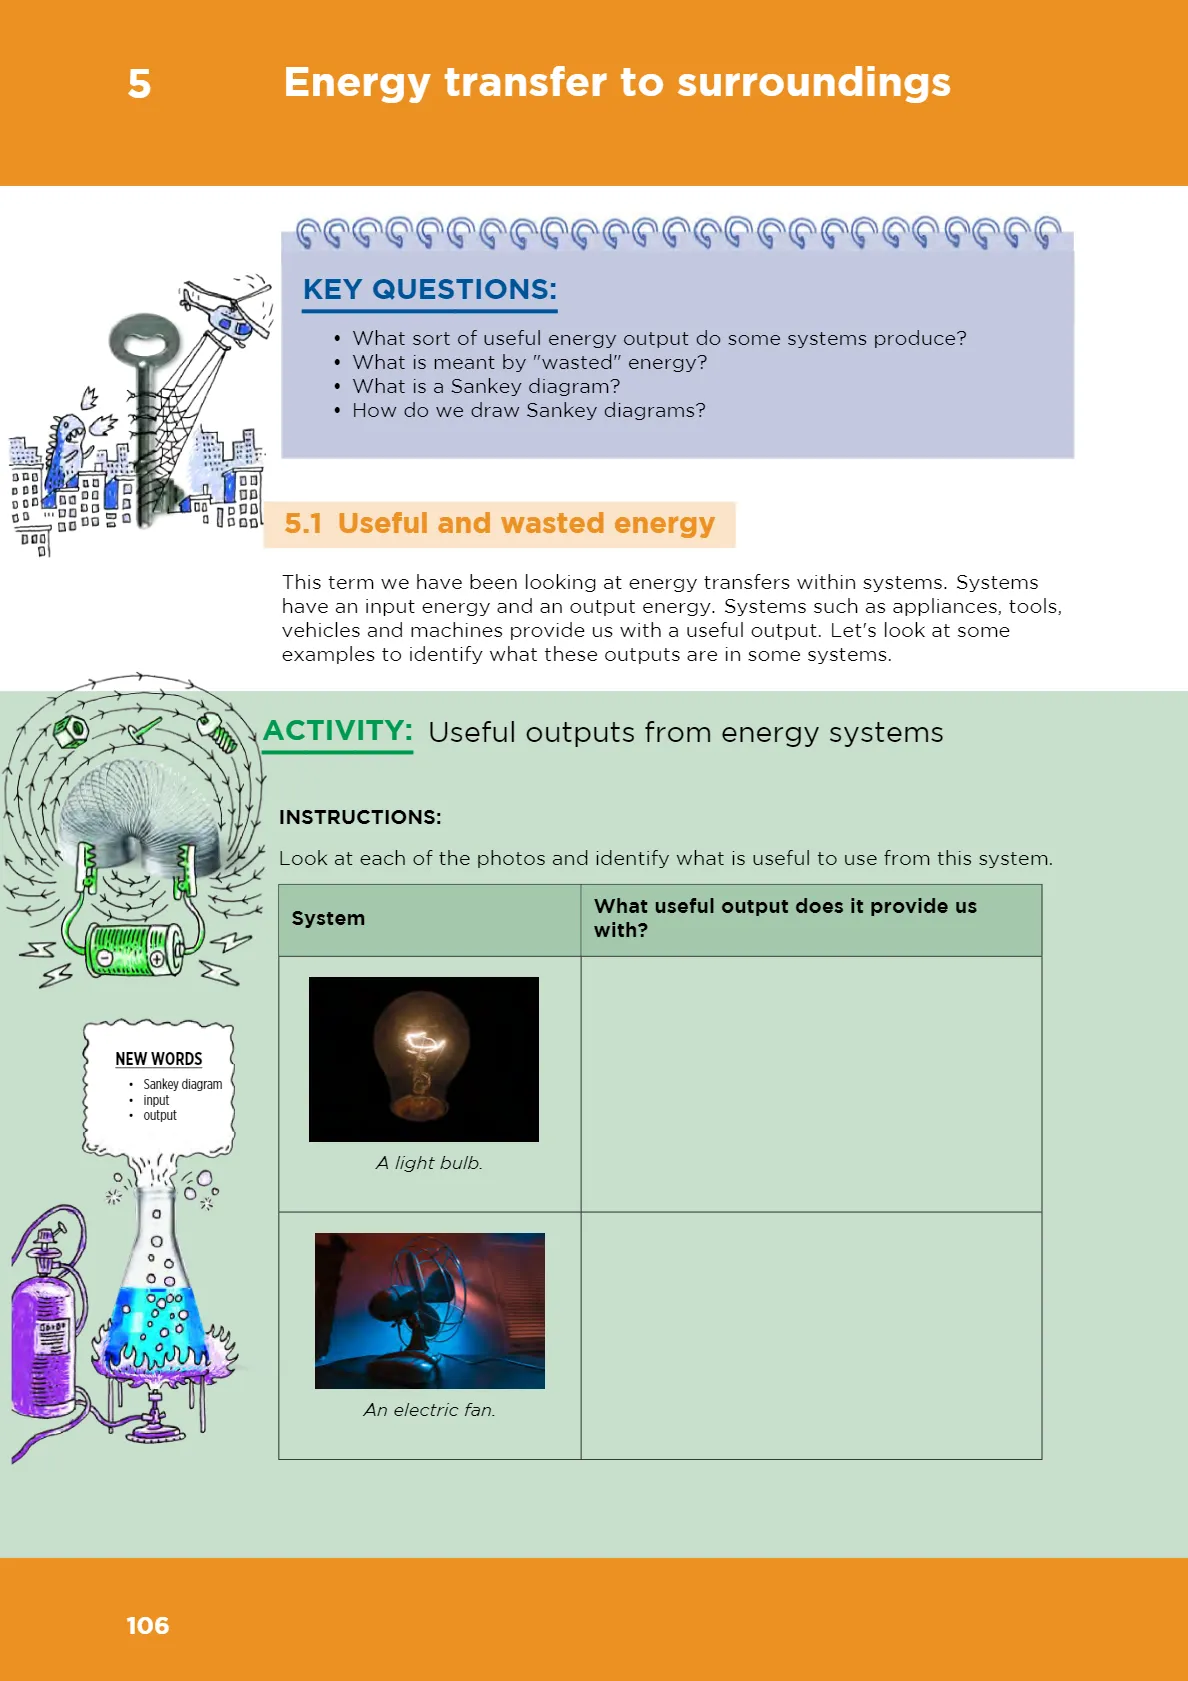 5 Energy transfer to surroundings
KEY QUESTIONS:
• What sort of useful energy output do some systems produce?
• What is meant by "wasted" energy?
• What is a Sankey diagram?
• How do we draw Sankey diagrams?
5.1 Useful and wasted energy
This term we have been looking at energy transfers within systems. Systems
have an input energy and an output energy. Systems such as appliances, tools,
vehicles and machines provide us with a useful output. Let's look at some
examples to identify what these outputs are in some systems.
ACTIVITY: Useful outputs from energy systems
INSTRUCTIONS:
Look at each of the photos and identify what is useful to use from this system.
System
What useful output does it provide us
with?
A light bulb.
An electric fan.
NEW WORDS
• Sankey diagram
• input
• output
106